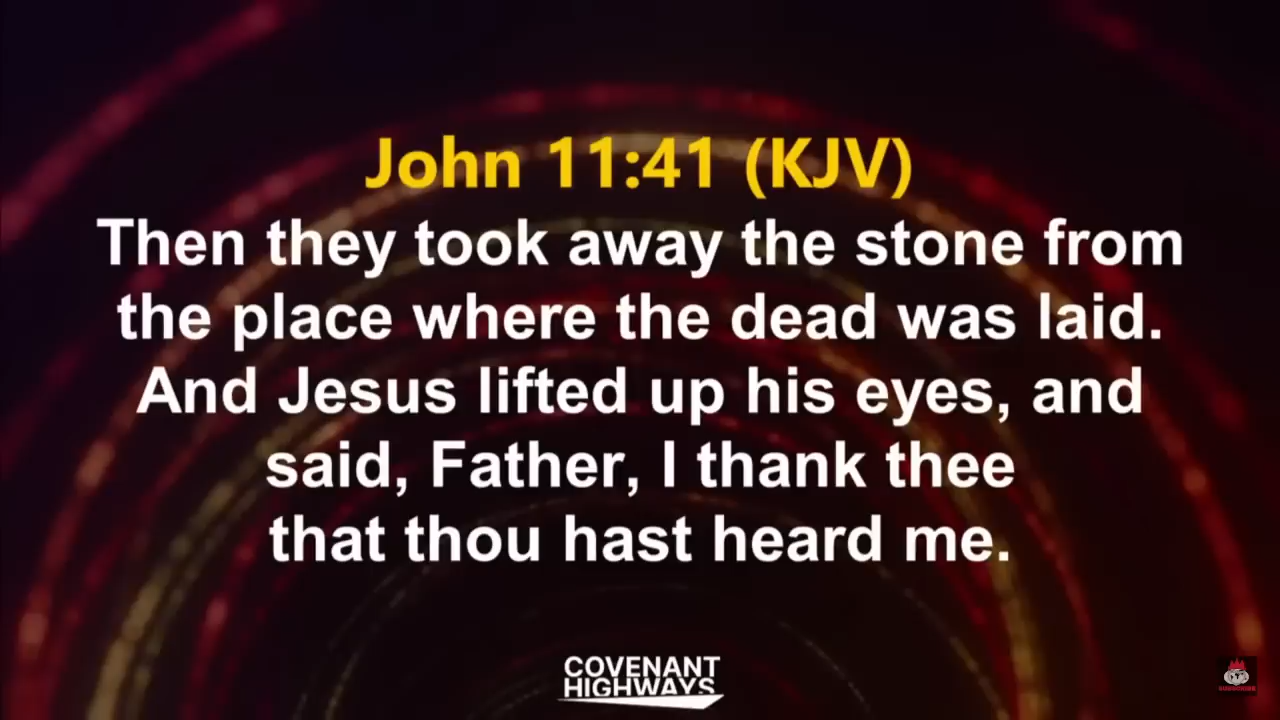 John 11:41 (KJV)
Then they took away the stone from
the place where the dead was laid.
And Jesus lifted up his eyes, and
said, Father, I thank thee
that thou hast heard me.
COVENANT
HIGHWAYS